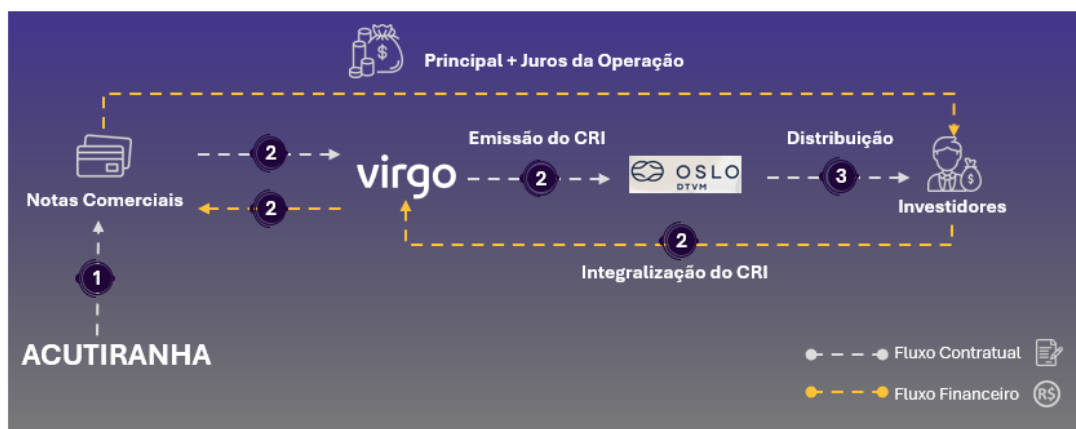 Principal + Juros da Operação
Emissão do CRI
Distribuição
2
virgo
2
OSLO
DTVM
3
Notas Comerciais
2
Investidores
2
Integralização do CRI
1
ACUTIRANHA
Fluxo Contratual
Fluxo Financeiro
R$